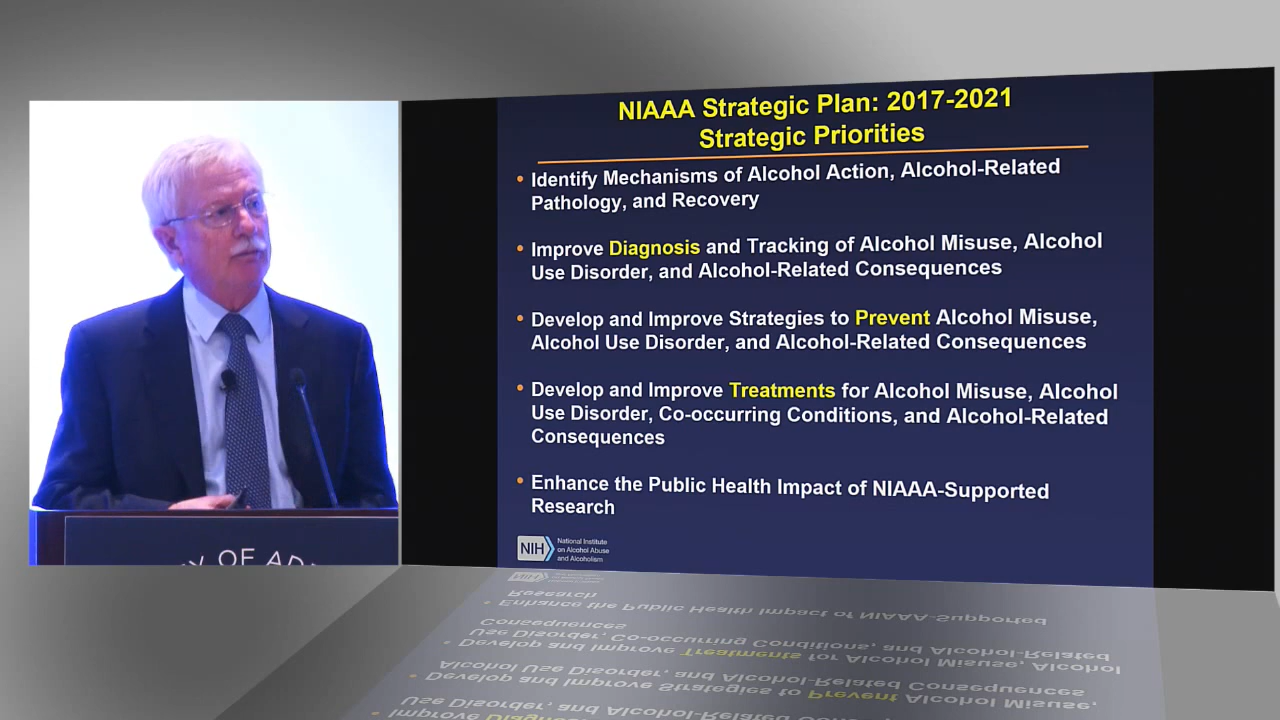 NIAAA Strategic Plan: 2017-2021
Strategic Priorities
• Identify Mechanisms of Alcohol Action, Alcohol-Related
Pathology, and Recovery
• Improve Diagnosis and Tracking of Alcohol Misuse, Alcohol
Use Disorder, and Alcohol-Related Consequences
• Develop and Improve Strategies to Prevent Alcohol Misuse,
Alcohol Use Disorder, and Alcohol-Related Consequences
• Develop and Improve Treatments for Alcohol Misuse, Alcohol
Use Disorder, Co-occurring Conditions, and Alcohol-Related
Consequences
• Enhance the Public Health Impact of NIAAA-Supported
Research
NIH
National Institute
on Alcohol Abuse
and Alcoholism
OF